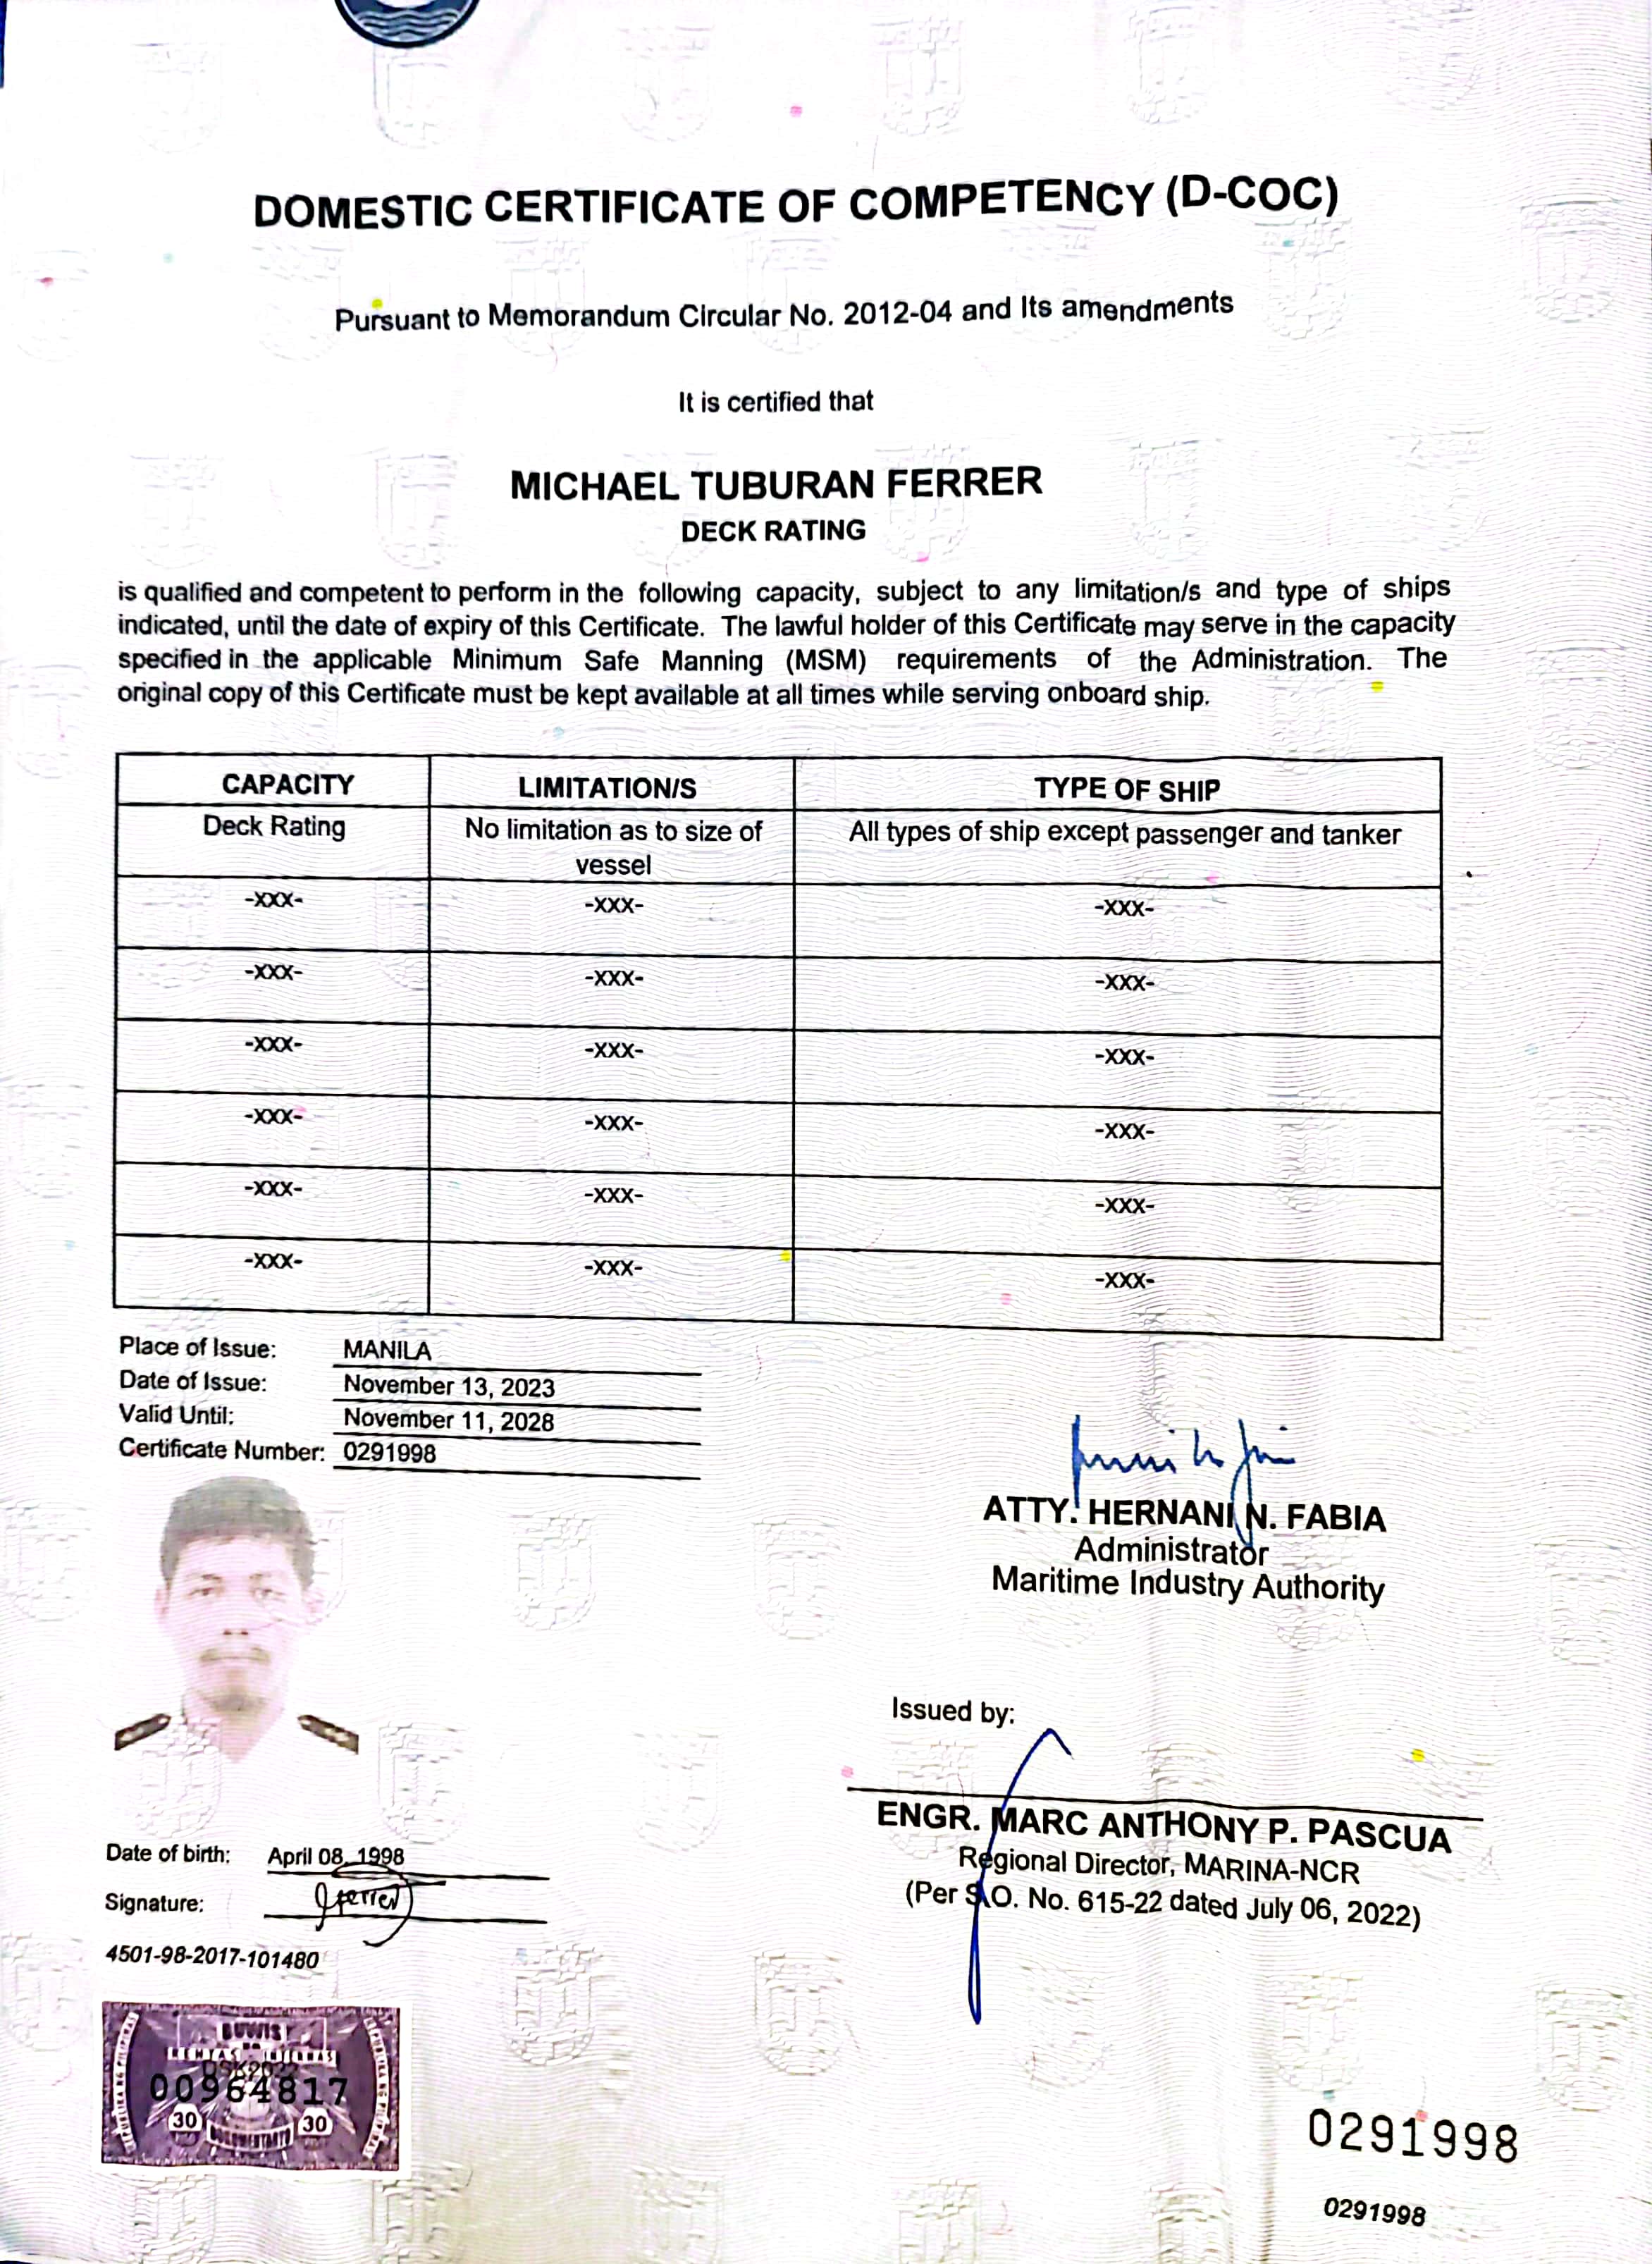 DOMESTIC CERTIFICATE OF COMPETENCY (D-COC)
Pursuant to Memorandum Circular No. 2012-04 and Its amendments
It is certified that
MICHAEL TUBURAN FERRER
DECK RATING
is qualified and competent to perform in the following capacity, subject to any limitation/s and type of ships
indicated, until the date of expiry of this Certificate. The lawful holder of this Certificate may serve in the capacity
specified in the applicable Minimum Safe Manning (MSM) requirements of the Administration. The
original copy of this Certificate must be kept available at all times while serving onboard ship.
CAPACITY LIMITATION/S TYPE OF SHIP
Deck Rating No limitation as to size of vessel All types of ship except passenger and tanker
-XXX- -XXX- -XXX-
-XXX- -XXX- -XXX-
-XXX- -XXX- -XXX-
-XXX- -XXX- -XXX-
-XXX- -XXX- -XXX-
-XXX- -XXX- -XXX-
Place of Issue: MANILA
Date of Issue: November 13, 2023
Valid Until: November 11, 2028
Certificate Number: 0291998
ATTY. HERNANI N. FABIA
Administrator
Maritime Industry Authority
Issued by:
ENGR. MARC ANTHONY P. PASCUA
Regional Director, MARINA-NCR
(Per S.O. No. 615-22 dated July 06, 2022)
Date of birth: April 08, 1998
Signature:
4501-98-2017-101480
BUWIS
00964817
30 30
DOKUMENTARYO
0291998
0291998